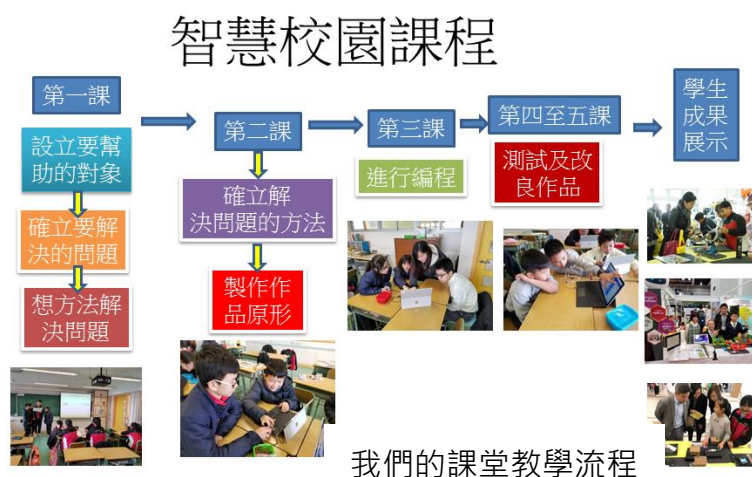 智慧校園課程
第一課
設立要幫
助的對象
確立要解
決的問題
想方法解
決問題
第二課
確立解
決問題的方法
製作作
品原形
第三課
進行編程
第四至五課
測試及改
良作品
學生
成果
展示
我們的課堂教學流程